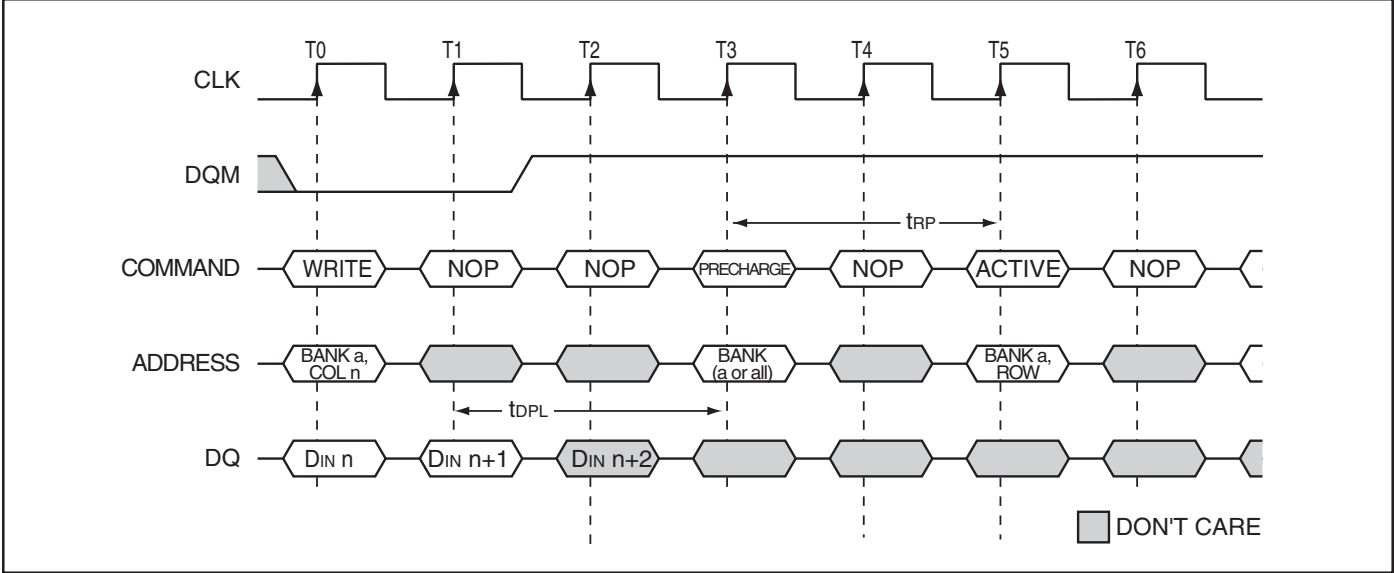 T0 T1 T2 T3 T4 T5 T6
CLK
DQM
tRP
COMMAND WRITE NOP NOP PRECHARGE NOP ACTIVE NOP
ADDRESS BANK a, COL n BANK (a or all) BANK a, ROW
tDPL
DQ DIN n DIN n+1 DIN n+2
DON'T CARE